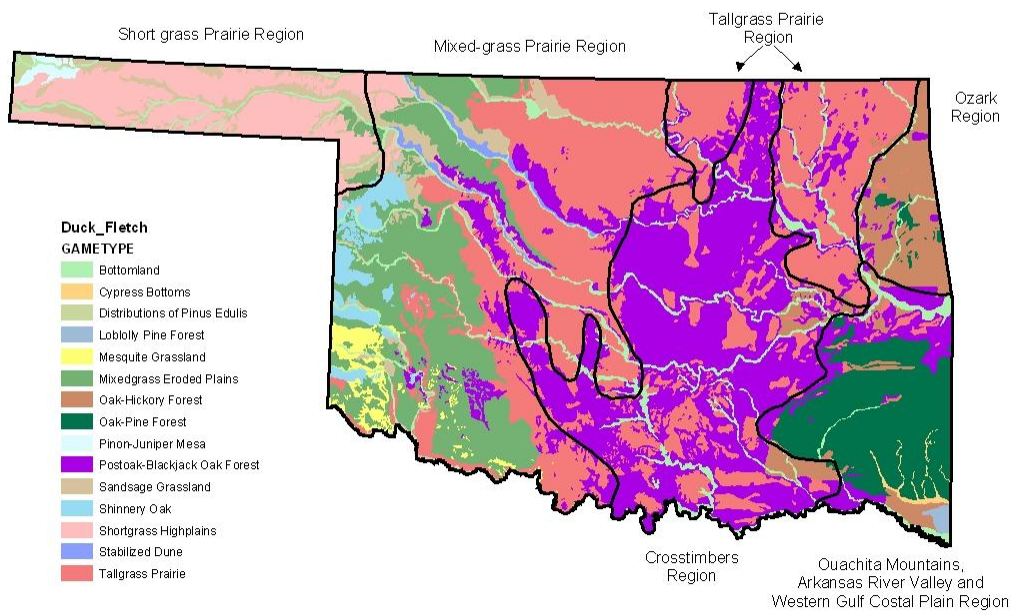 Short grass Prairie Region
Mixed-grass Prairie Region
Tallgrass Prairie
Region
Ozark
Region
Duck_Fletch
GAMETYPE
Bottomland
Cypress Bottoms
Distributions of Pinus Edulis
Loblolly Pine Forest
Mesquite Grassland
Mixedgrass Eroded Plains
Oak-Hickory Forest
Oak-Pine Forest
Pinon-Juniper Mesa
Postoak-Blackjack Oak Forest
Sandsage Grassland
Shinnery Oak
Shortgrass Highplains
Stabilized Dune
Tallgrass Prairie
Crosstimbers
Region
Ouachita Mountains,
Arkansas River Valley and
Western Gulf Costal Plain Region